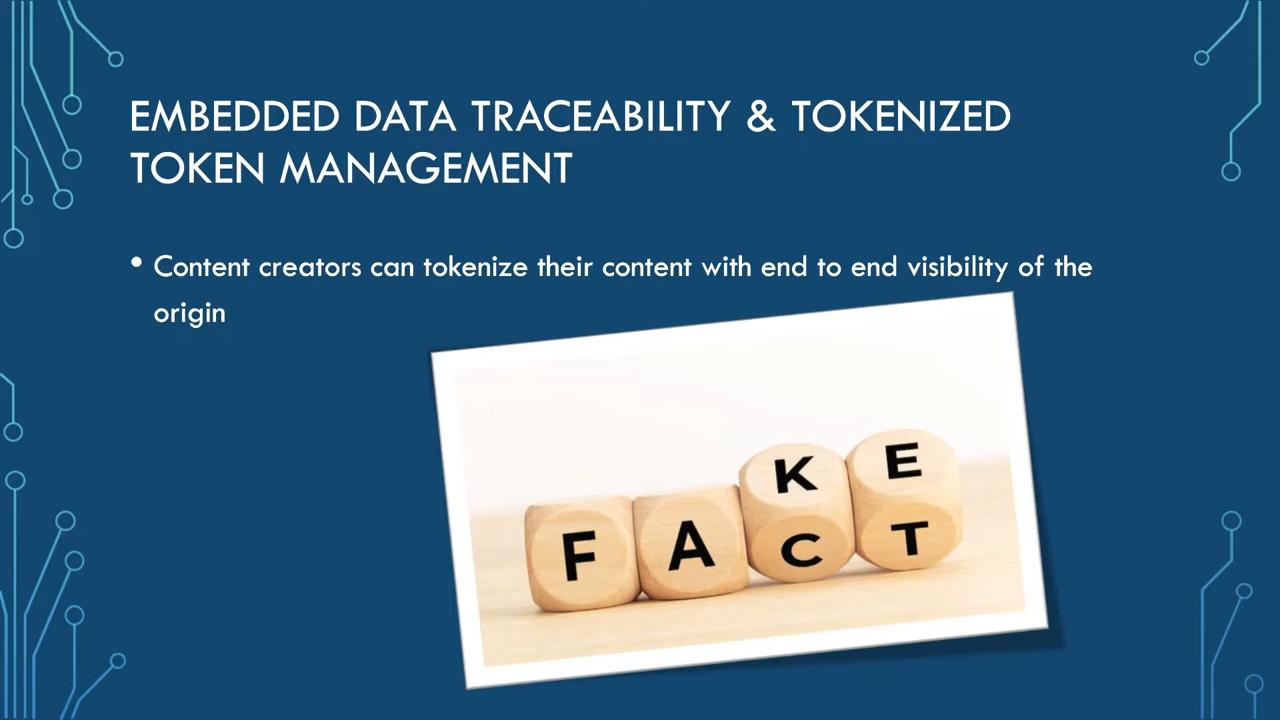 EMBEDDED DATA TRACEABILITY & TOKENIZED
TOKEN MANAGEMENT
• Content creators can tokenize their content with end to end visibility of the
origin
K E
F A C T